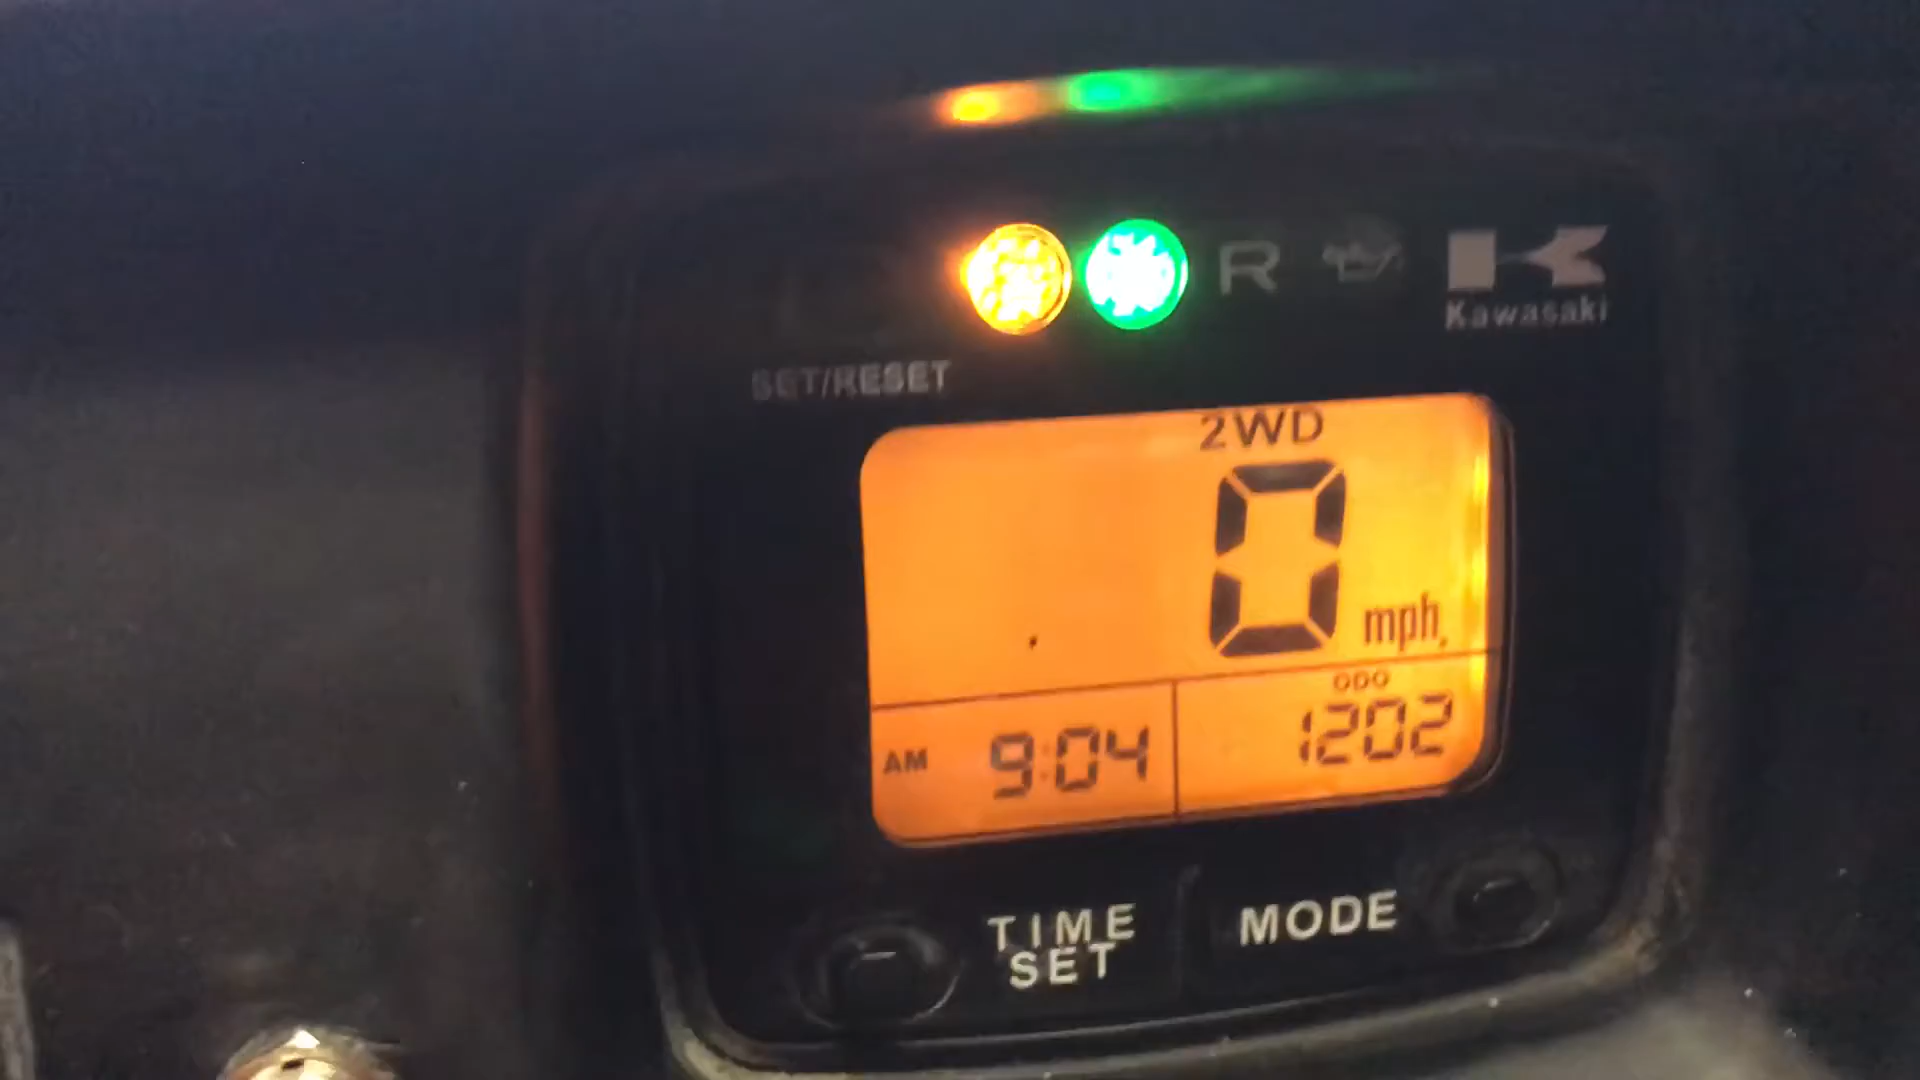 R
Kawasaki
SET/RESET
2WD
0 mph
ODO
AM 9:04 1202
TIME SET
MODE